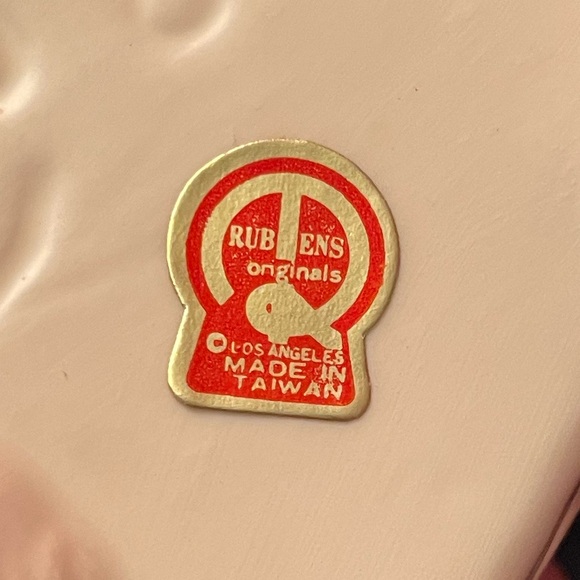 RUBENS
originals
LOS ANGELES
MADE IN
TAIWAN